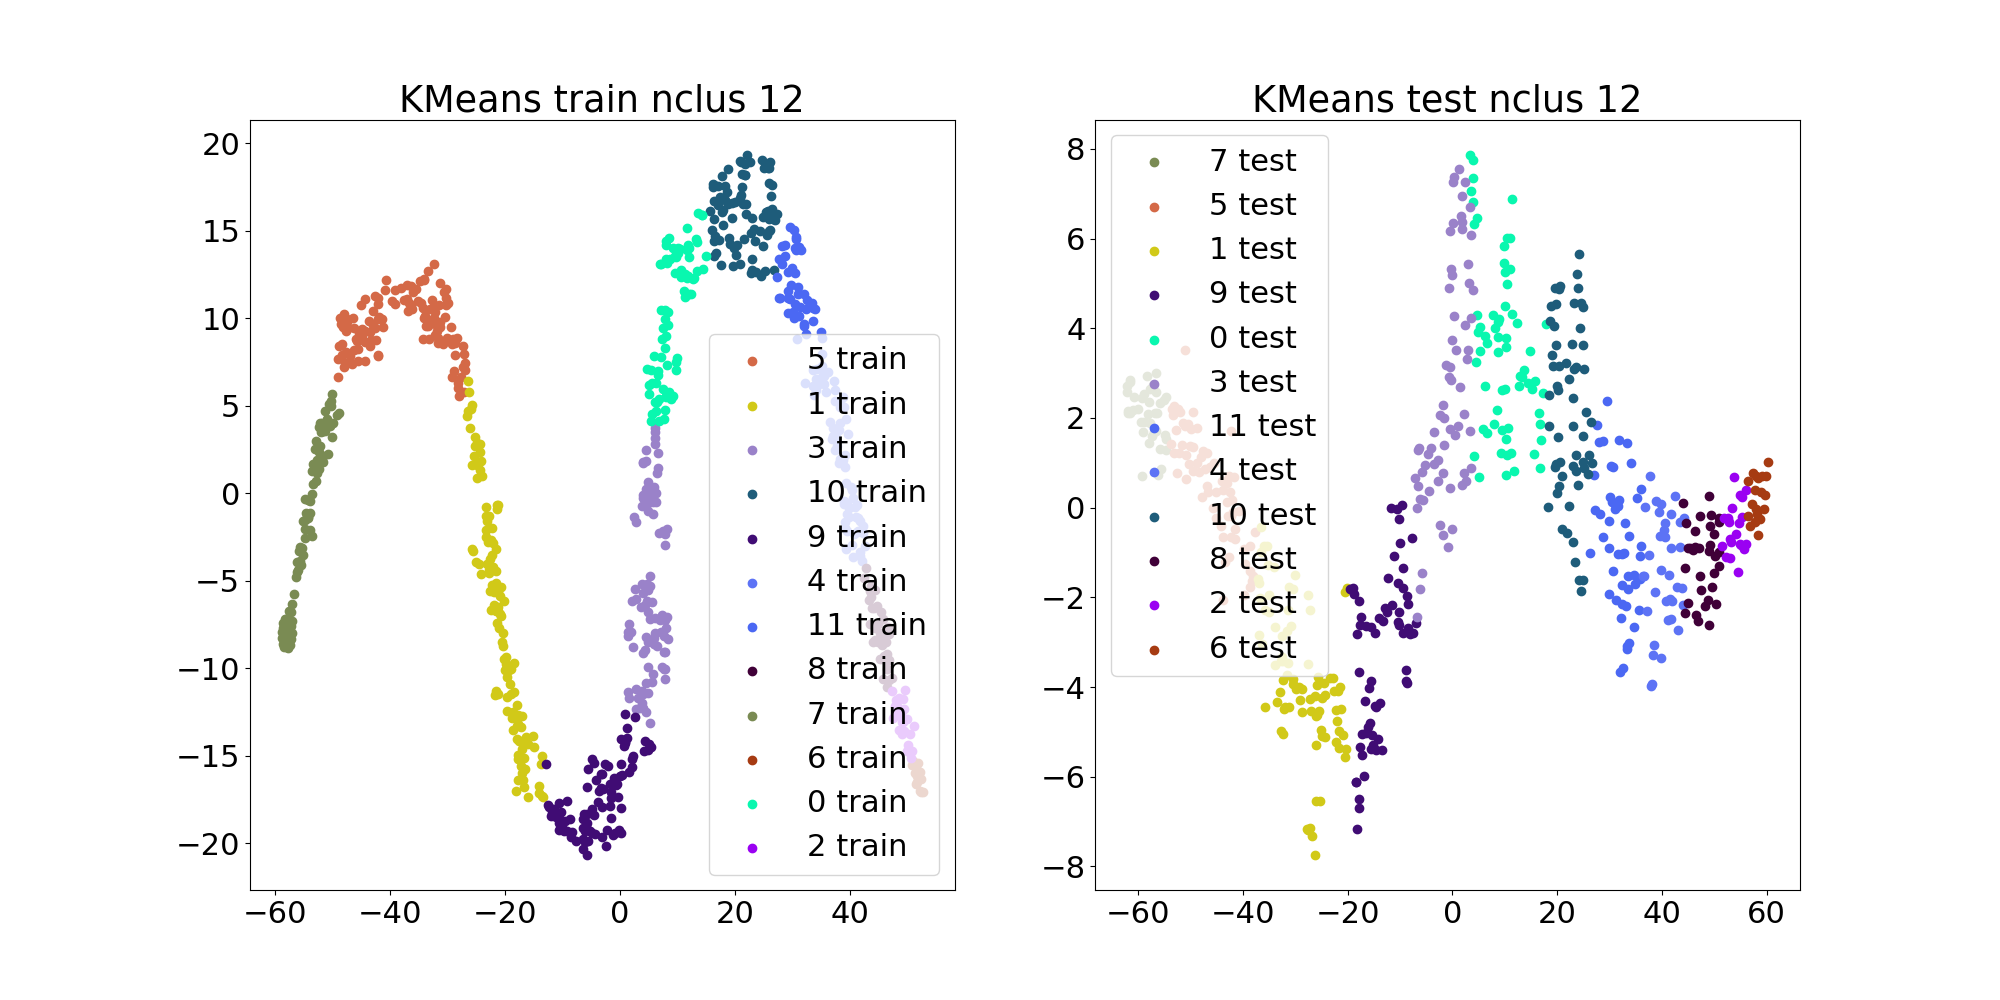 KMeans train nclus 12
20
15
10
5
0
−5
−10
−15
−20
−60 −40 −20 0 20 40
5 train
1 train
3 train
10 train
9 train
4 train
11 train
8 train
7 train
6 train
0 train
2 train
KMeans test nclus 12
8
6
4
2
0
−2
−4
−6
−8
−60 −40 −20 0 20 40 60
7 test
5 test
1 test
9 test
0 test
3 test
11 test
4 test
10 test
8 test
2 test
6 test